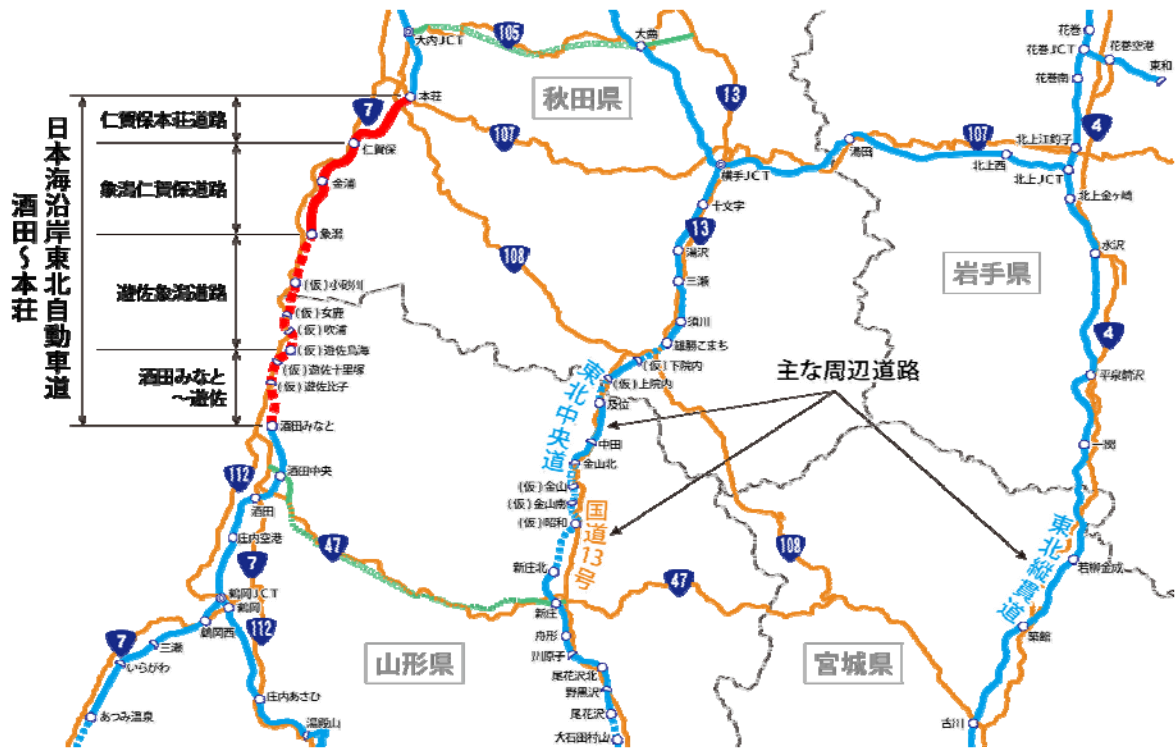 日本海沿岸東北自動車道
酒田～本荘
仁賀保本荘道路
象潟仁賀保道路
遊佐象潟道路
酒田みなと
～遊佐
大内JCT
105
大曲
秋田県
7
本荘
13
107
仁賀保
金浦
象潟
(仮)小砂川
(仮)女鹿
(仮)吹浦
(仮)遊佐鳥海
(仮)遊佐十里塚
(仮)遊佐比子
酒田みなと
108
横手JCT
十文字
13
湯沢
三瀬
須川
雄勝こまち
(仮)下院内
(仮)上院内
及位
中田
金山北
(仮)金山
(仮)金山南
(仮)昭和
新庄北
新庄
舟形
川原子
尾花沢北
野黒沢
尾花沢
大石田村山
東北中央道
国道13号
主な周辺道路
湯田
107
北上西
北上江釣子
北上JCT
北上金ヶ崎
花巻
花巻JCT
花巻空港
東和
花巻南
4
水沢
岩手県
4
平泉前沢
一関
東北縦貫道
若柳金成
築館
古川
108
47
宮城県
112
酒田中央
酒田
庄内空港
47
7
鶴岡JCT
鶴岡
鶴岡西
112
7
三瀬
いらがわ
あつみ温泉
庄内あさひ
湯殿山
山形県